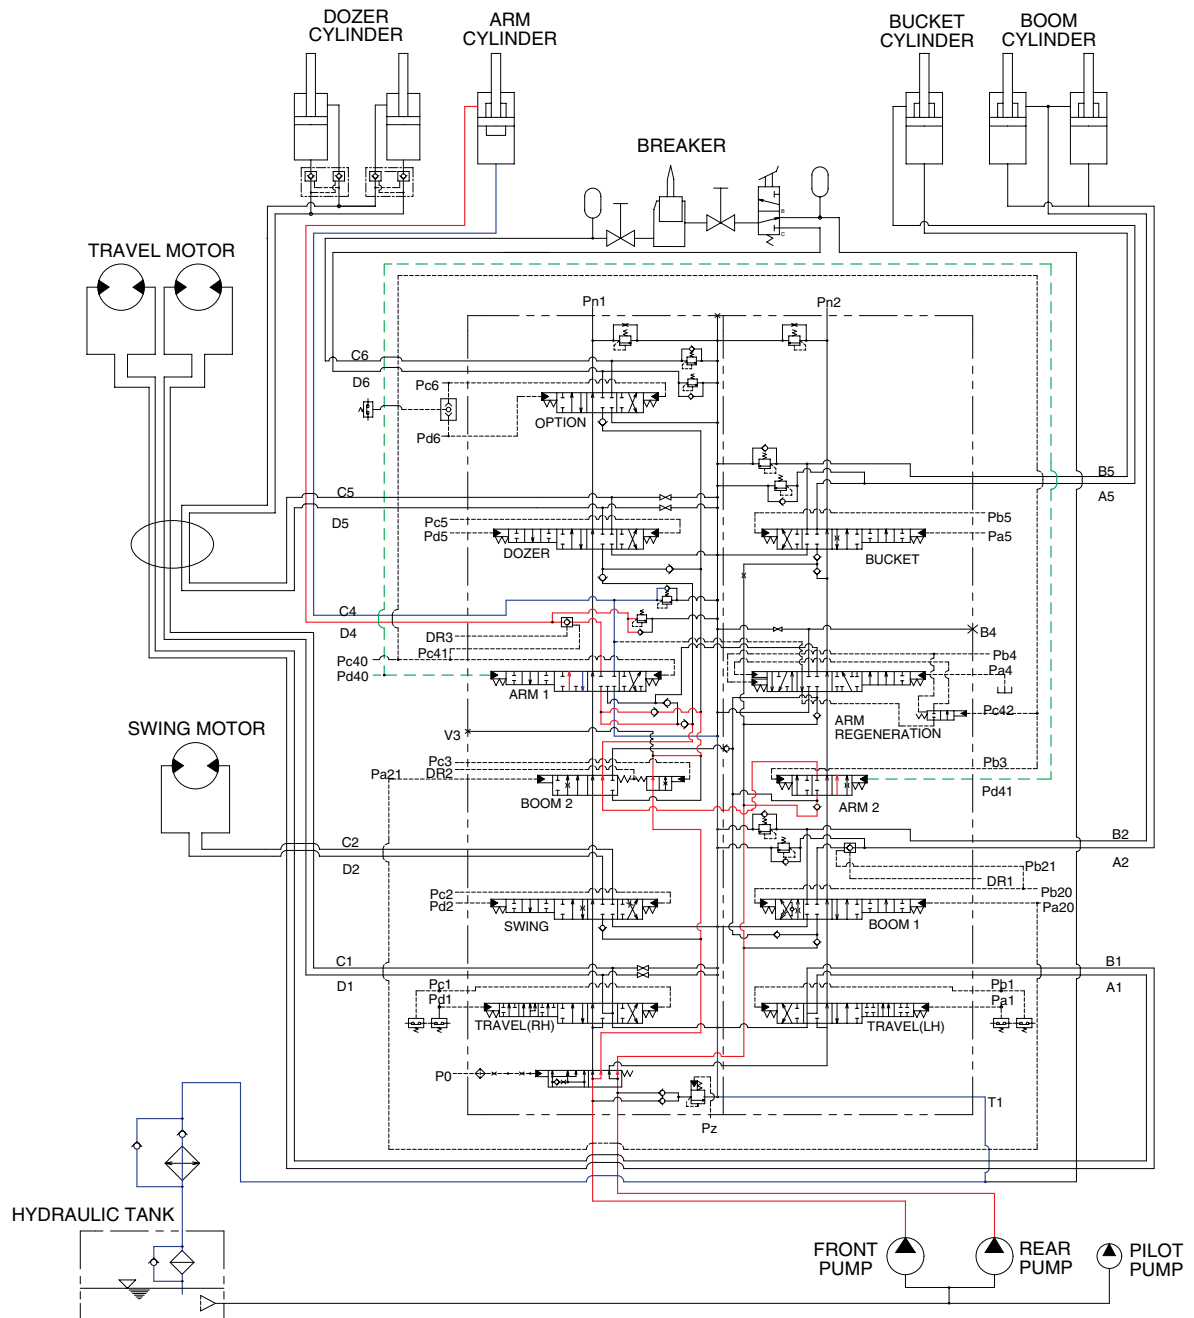 DOZER
CYLINDER
ARM
CYLINDER
BUCKET
CYLINDER
BOOM
CYLINDER
BREAKER
B
C
TRAVEL MOTOR
Pn1
Pn2
C6
D6
Pc6
Pd6
OPTION
C5
D5
Pc5
Pd5
DOZER
B5
A5
Pb5
Pa5
BUCKET
C4
D4
DR3
Pc41
Pc40
Pd40
ARM 1
B4
Pb4
Pa4
Pc42
ARM
REGENERATION
SWING MOTOR
V3
Pc3
DR2
Pa21
BOOM 2
Pb3
Pd41
ARM 2
C2
D2
Pc2
Pd2
SWING
B2
A2
Pb21
DR1
Pb20
Pa20
BOOM 1
C1
D1
Pc1
Pd1
TRAVEL(RH)
B1
A1
Pb1
Pa1
TRAVEL(LH)
P0
Pz
T1
HYDRAULIC TANK
FRONT
PUMP
REAR
PUMP
PILOT
PUMP